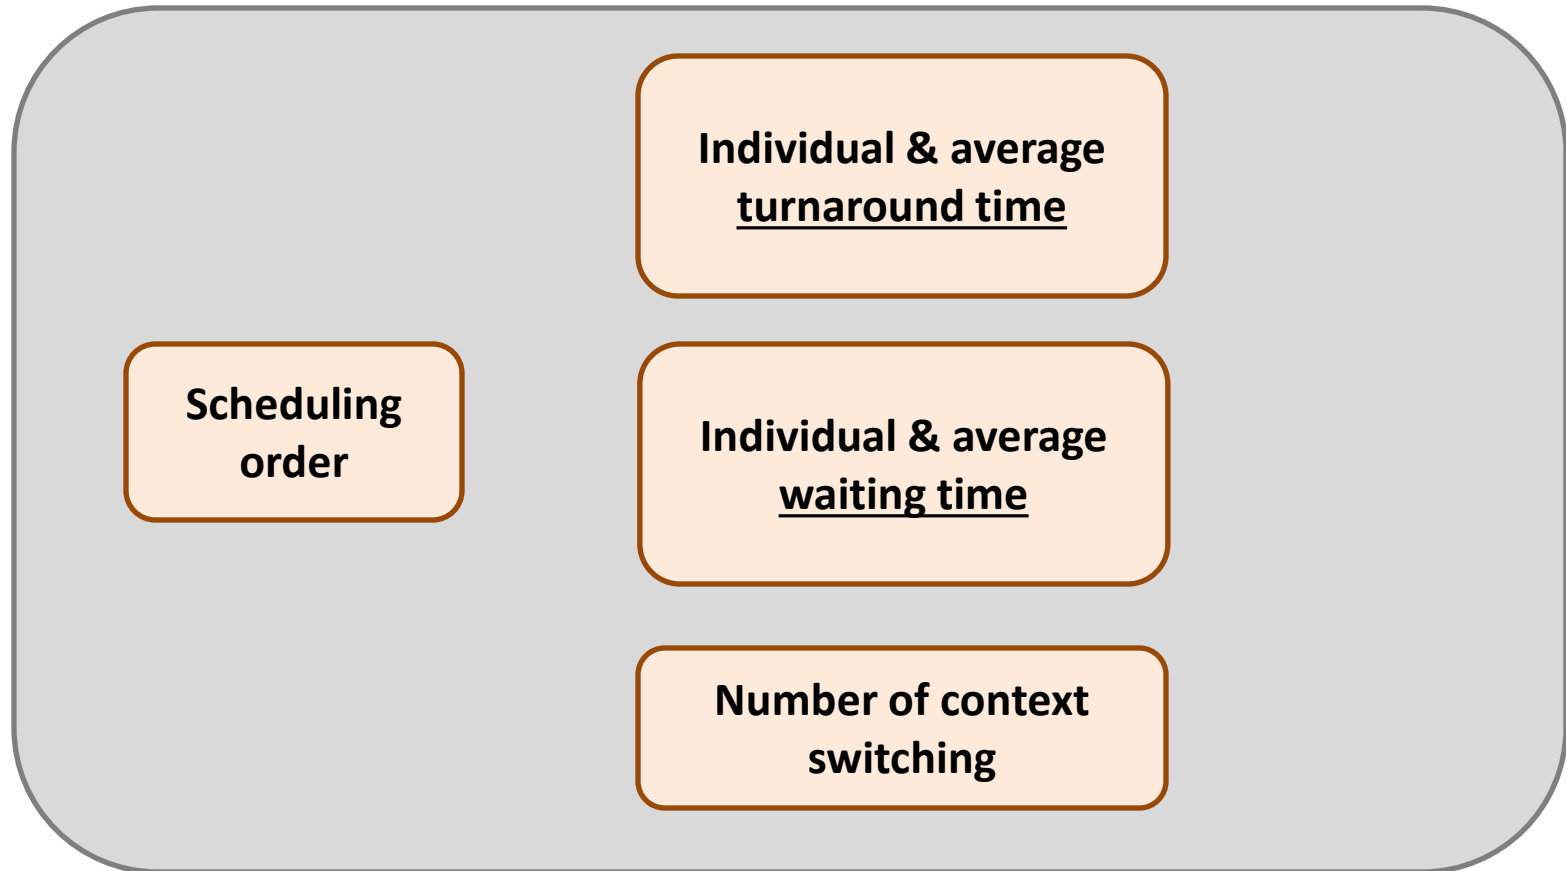 Individual & average
turnaround time
Scheduling
order
Individual & average
waiting time
Number of context
switching